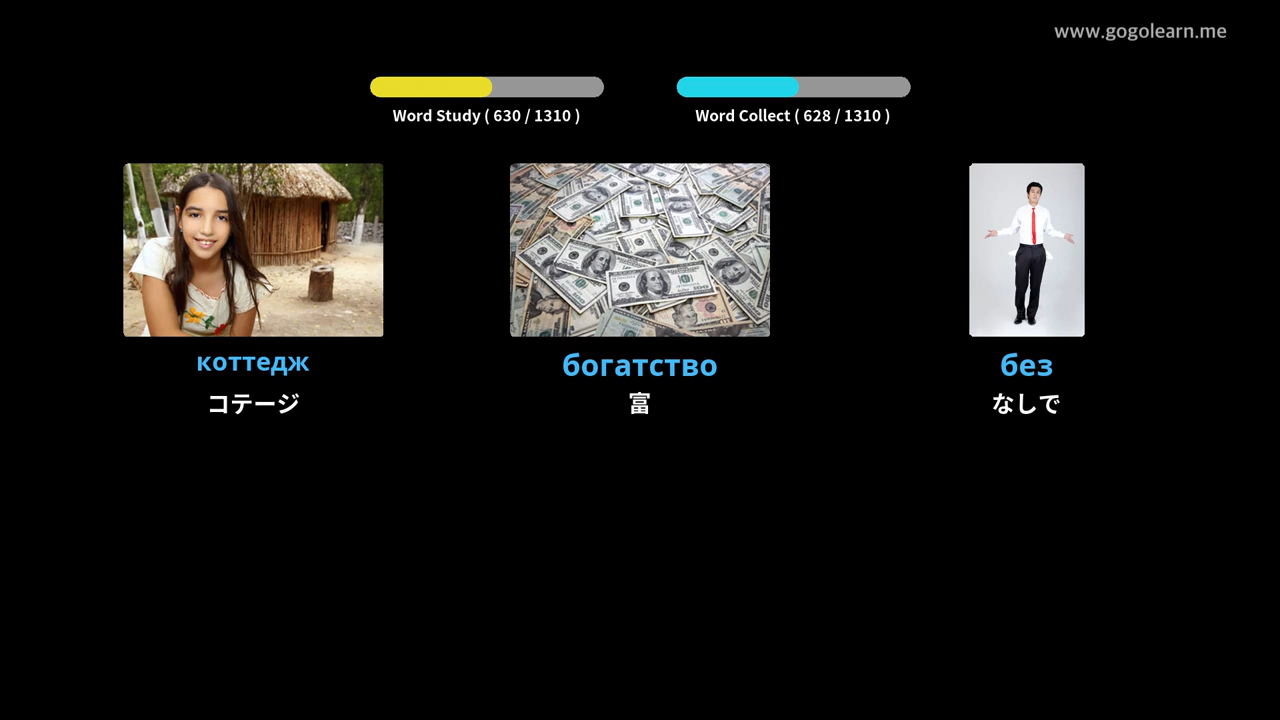 www.gogolearn.me
Word Study ( 630 / 1310 )
Word Collect ( 628 / 1310 )
коттедж
богатство
без
コテージ
富
なしで